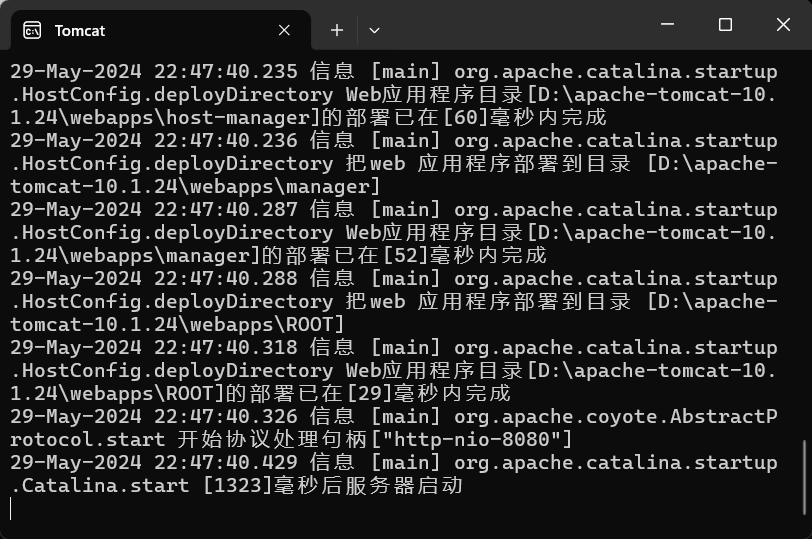 Tomcat
29-May-2024 22:47:40.235 信息 [main] org.apache.catalina.startup
.HostConfig.deployDirectory Web应用程序目录[D:\apache-tomcat-10.
1.24\webapps\host-manager]的部署已在[60]毫秒内完成
29-May-2024 22:47:40.236 信息 [main] org.apache.catalina.startup
.HostConfig.deployDirectory 把web 应用程序部署到目录 [D:\apache-
tomcat-10.1.24\webapps\manager]
29-May-2024 22:47:40.287 信息 [main] org.apache.catalina.startup
.HostConfig.deployDirectory Web应用程序目录[D:\apache-tomcat-10.
1.24\webapps\manager]的部署已在[52]毫秒内完成
29-May-2024 22:47:40.288 信息 [main] org.apache.catalina.startup
.HostConfig.deployDirectory 把web 应用程序部署到目录 [D:\apache-
tomcat-10.1.24\webapps\ROOT]
29-May-2024 22:47:40.318 信息 [main] org.apache.catalina.startup
.HostConfig.deployDirectory Web应用程序目录[D:\apache-tomcat-10.
1.24\webapps\ROOT]的部署已在[29]毫秒内完成
29-May-2024 22:47:40.326 信息 [main] org.apache.coyote.AbstractP
rotocol.start 开始协议处理句柄["http-nio-8080"]
29-May-2024 22:47:40.429 信息 [main] org.apache.catalina.startup
.Catalina.start [1323]毫秒后服务器启动